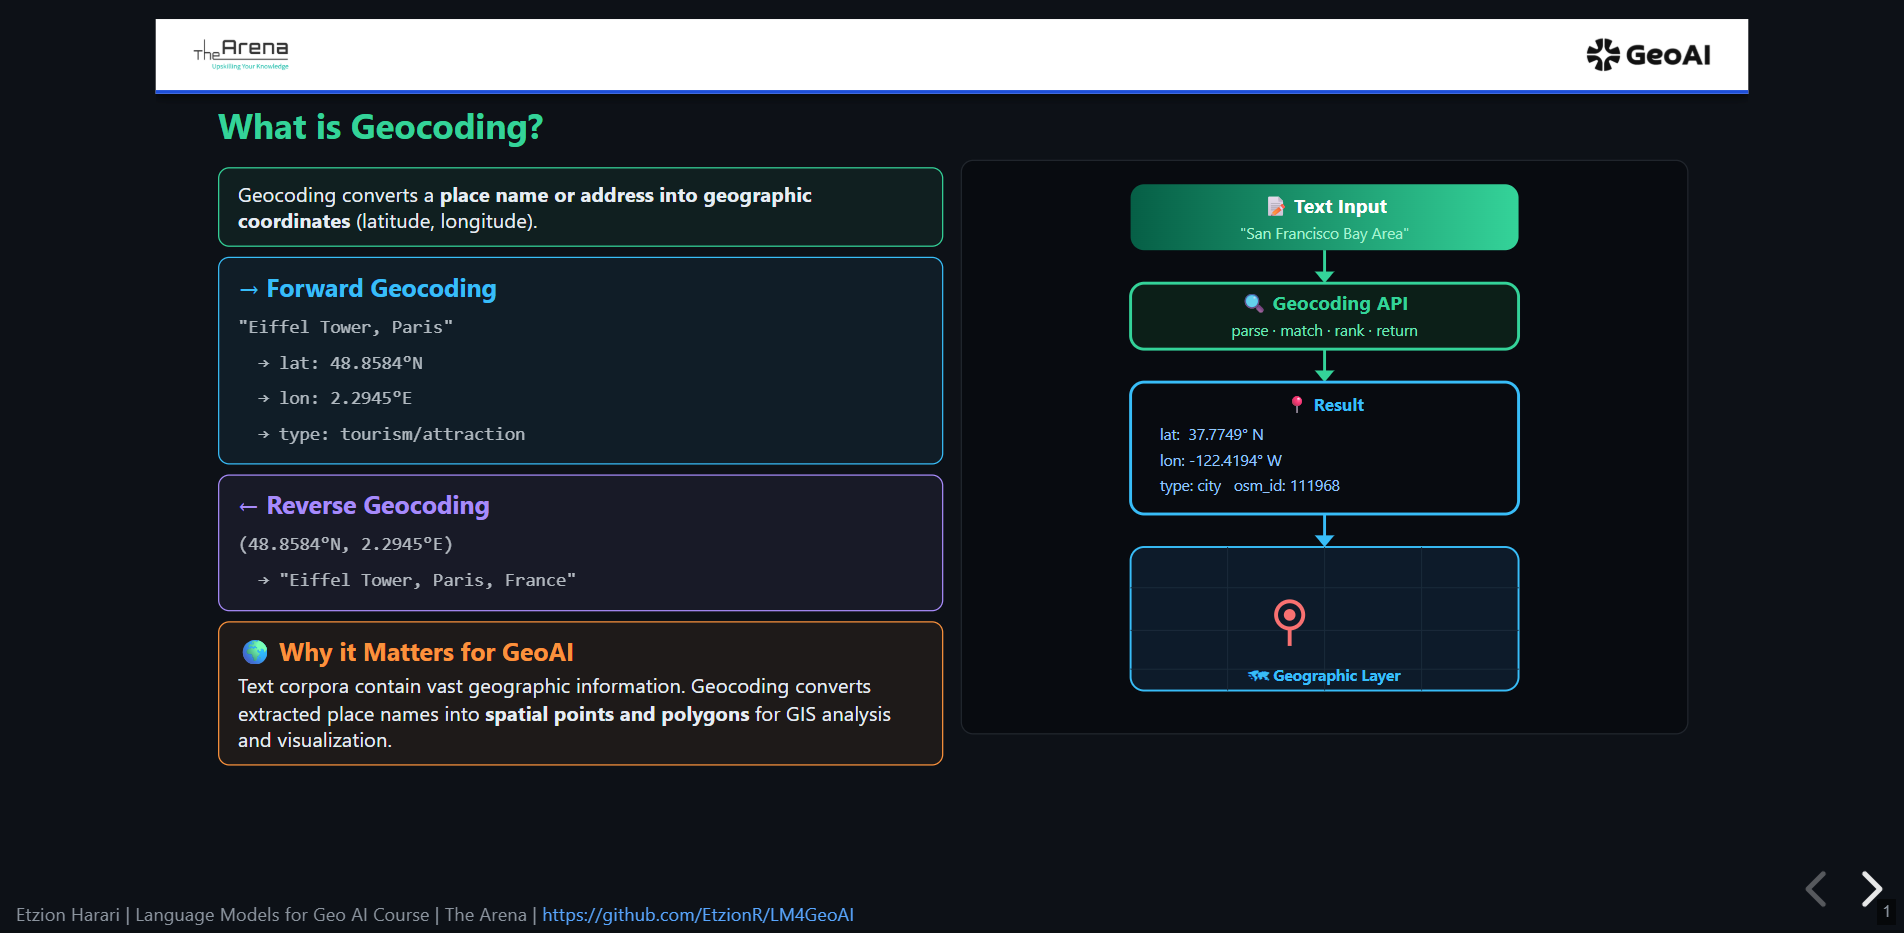 The Arena
Upskilling Your Knowledge
GeoAI
What is Geocoding?
Geocoding converts a place name or address into geographic
coordinates (latitude, longitude).
→ Forward Geocoding
"Eiffel Tower, Paris"
→ lat: 48.8584°N
→ lon: 2.2945°E
→ type: tourism/attraction
← Reverse Geocoding
(48.8584°N, 2.2945°E)
→ "Eiffel Tower, Paris, France"
🌍 Why it Matters for GeoAI
Text corpora contain vast geographic information. Geocoding converts
extracted place names into spatial points and polygons for GIS analysis
and visualization.
📝 Text Input
"San Francisco Bay Area"
🔍 Geocoding API
parse · match · rank · return
📍 Result
lat: 37.7749° N
lon: -122.4194° W
type: city osm_id: 111968
🗺 Geographic Layer
Etzion Harari | Language Models for Geo AI Course | The Arena | https://github.com/EtzionR/LM4GeoAI
1